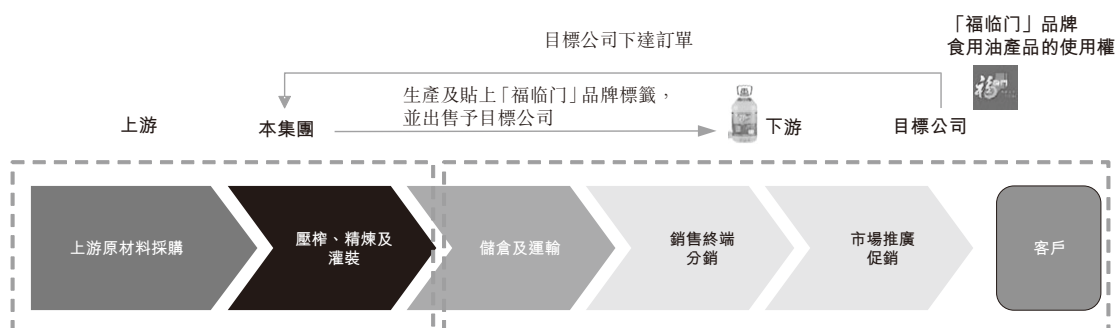 「福临门」品牌
食用油產品的使用權
目標公司下達訂單
生產及貼上「福临门」品牌標籤，
並出售予目標公司
上游
本集團
下游
目標公司
上游原材料採購
壓榨、精煉及
灌裝
儲倉及運輸
銷售終端
分銷
市場推廣
促銷
客戶